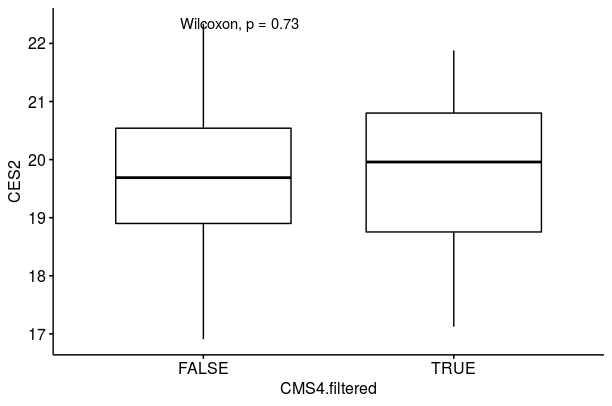 Wilcoxon, p = 0.73
22
21
20
19
18
17
CES2
FALSE
TRUE
CMS4.filtered